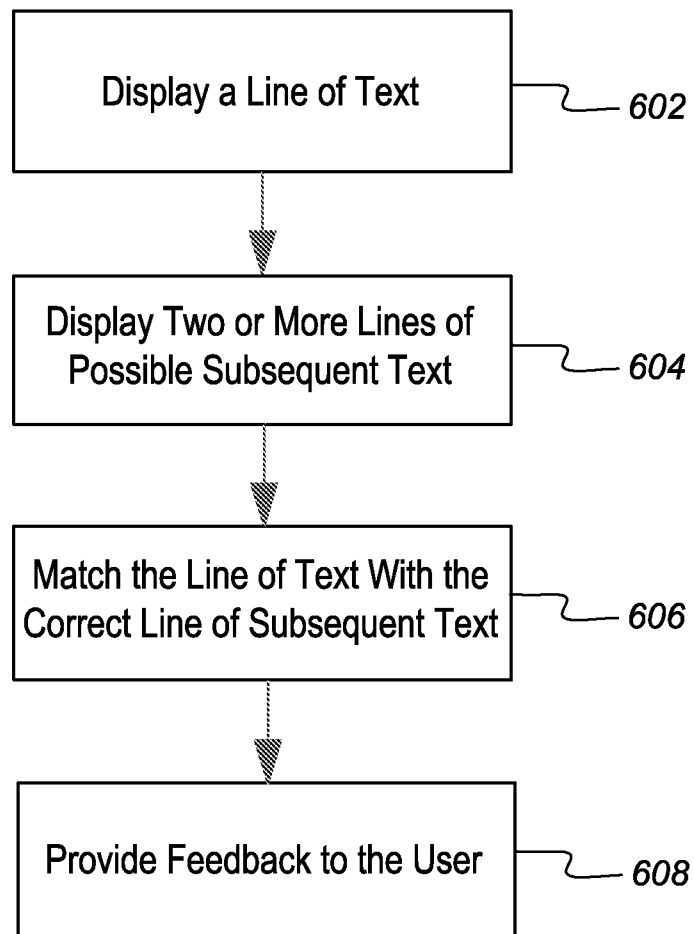 Display a Line of Text
602
Display Two or More Lines of
Possible Subsequent Text
604
Match the Line of Text With the
Correct Line of Subsequent Text
606
Provide Feedback to the User
608